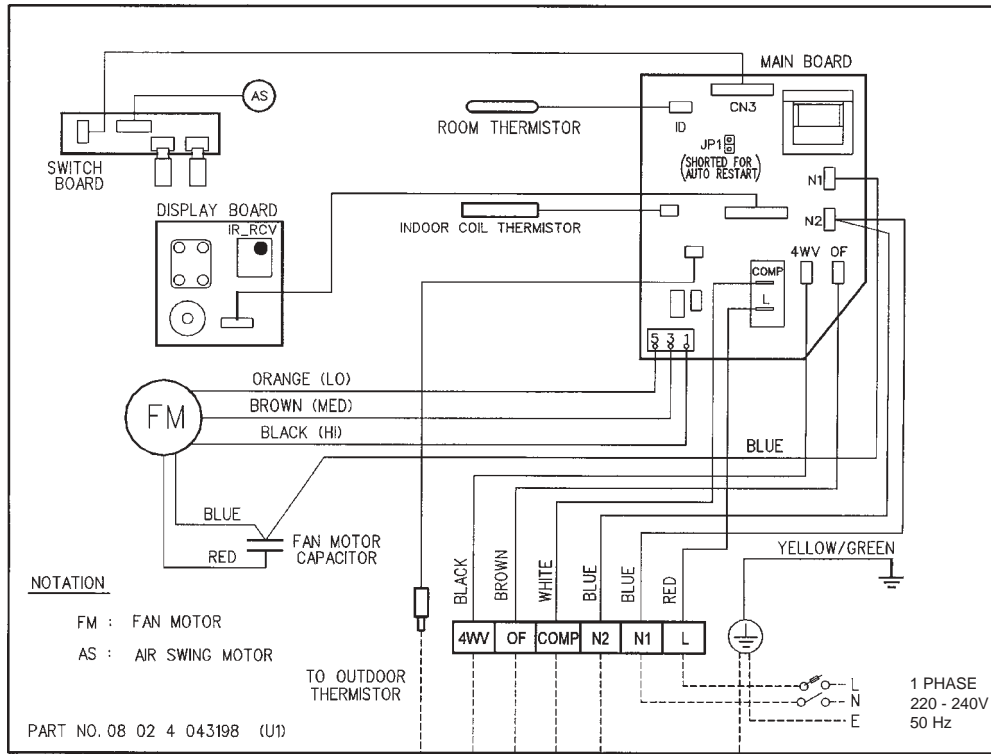 MAIN BOARD
AS
CN3
ROOM THERMISTOR
ID
JP1
(SHORTED FOR
AUTO RESTART)
SWITCH
BOARD
N1
DISPLAY BOARD
IR_RCV
INDOOR COIL THERMISTOR
N2
4WV OF
COMP
L
5 3 1
ORANGE (LO)
BROWN (MED)
BLACK (HI)
FM
BLUE
BLUE
RED
FAN MOTOR
CAPACITOR
YELLOW/GREEN
BLACK
BROWN
WHITE
BLUE
BLUE
RED
NOTATION
FM : FAN MOTOR
AS : AIR SWING MOTOR
4WV OF COMP N2 N1 L
TO OUTDOOR
THERMISTOR
L 1 PHASE
N 220 - 240V
E 50 Hz
PART NO. 08 02 4 043198 (U1)